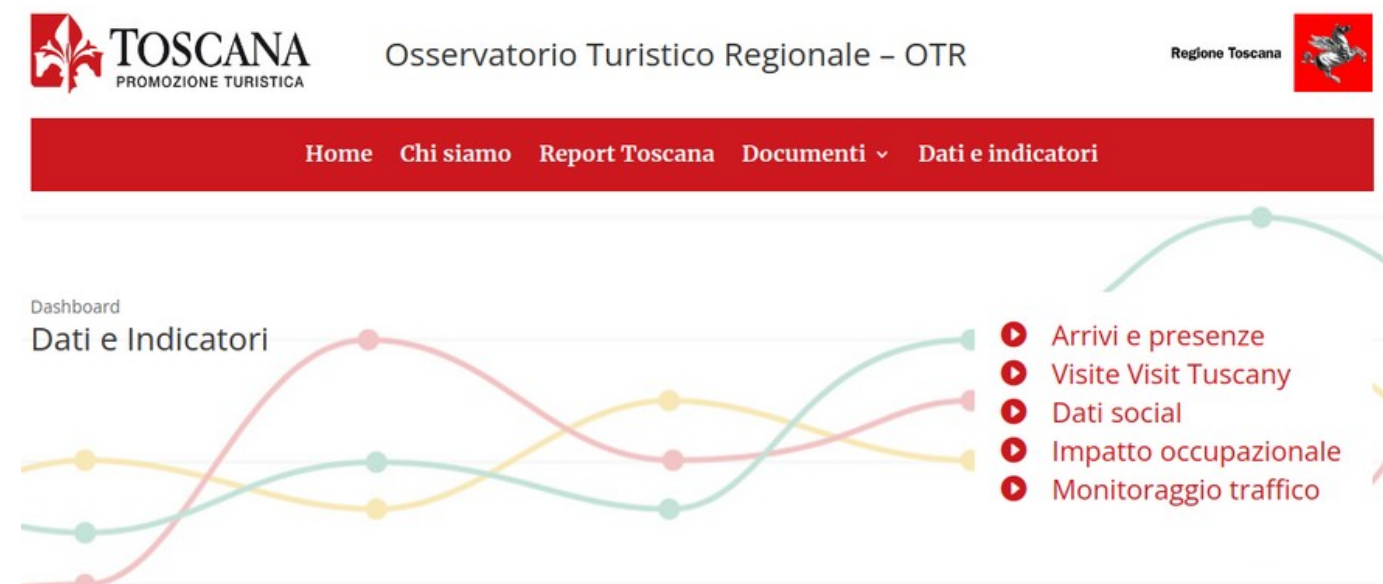 TOSCANA
PROMOZIONE TURISTICA
Osservatorio Turistico Regionale – OTR
Regione Toscana
Home Chi siamo Report Toscana Documenti Dati e indicatori
Dashboard
Dati e Indicatori
Arrivi e presenze
Visite Visit Tuscany
Dati social
Impatto occupazionale
Monitoraggio traffico